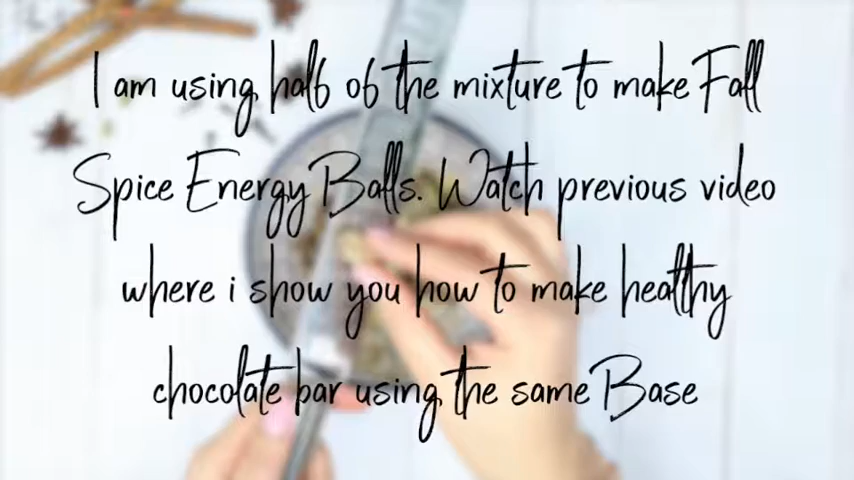 I am using half of the mixture to make Fall
Spice Energy Balls. Watch previous video
where i show you how to make healthy
chocolate bar using the same Base